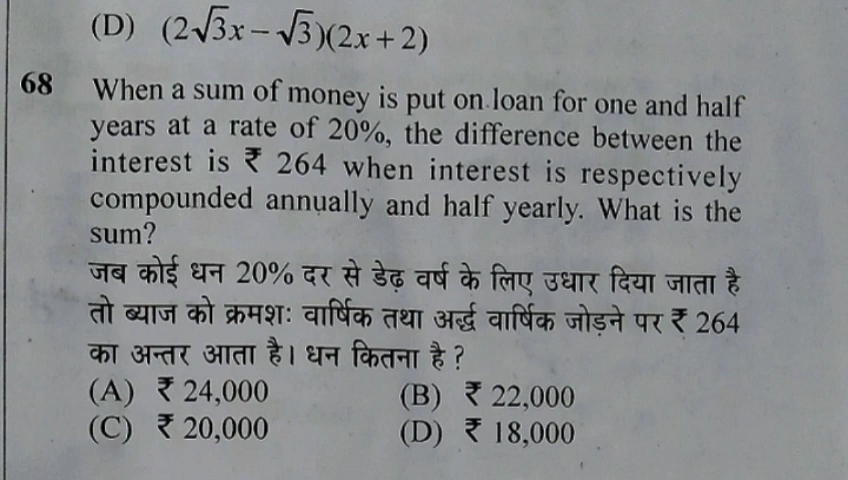 (D) (2√3x – √3)(2x + 2)
68 When a sum of money is put on loan for one and half
years at a rate of 20%, the difference between the
interest is ₹ 264 when interest is respectively
compounded annually and half yearly. What is the
sum?
जब कोई धन 20% दर से डेढ़ वर्ष के लिए उधार दिया जाता है
तो ब्याज को क्रमशः वार्षिक तथा अर्द्ध वार्षिक जोड़ने पर ₹ 264
का अन्तर आता है। धन कितना है ?
(A) ₹ 24,000 (B) ₹ 22,000
(C) ₹ 20,000 (D) ₹ 18,000